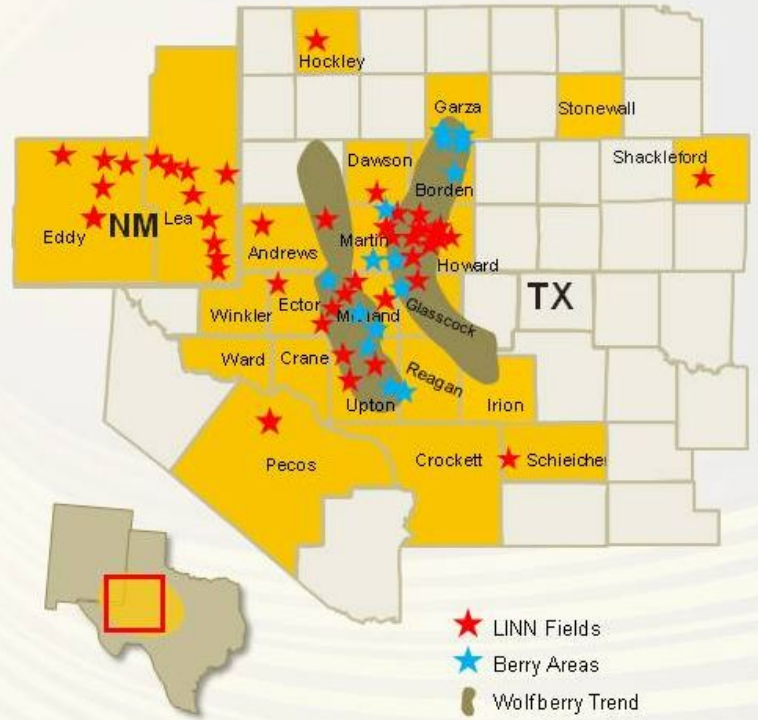 Hockley
Garza
Stonewall
Shackleford
Dawson
Borden
NM
Lea
Eddy
Andrews
Martin
Howard
TX
Winkler
Ector
Midland
Glasscock
Ward
Crane
Reagan
Upton
Irion
Pecos
Crockett
Schleicher
LINN Fields
Berry Areas
Wolfberry Trend